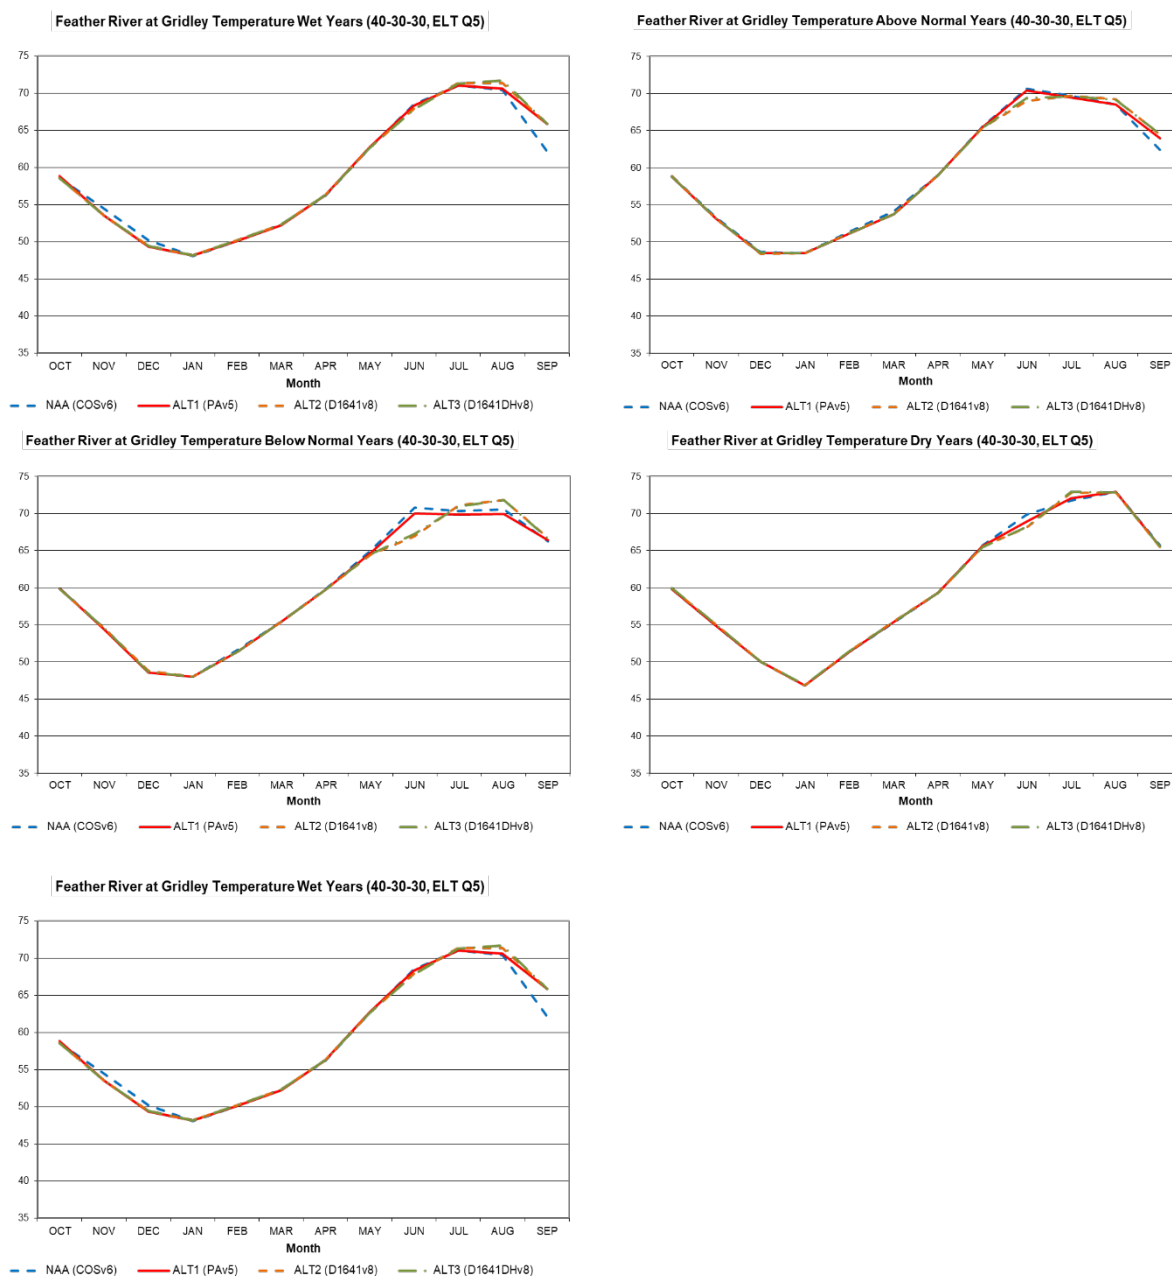 Feather River at Gridley Temperature Wet Years (40-30-30, ELT Q5)
75
70
65
60
55
50
45
40
35
OCT NOV DEC JAN FEB MAR APR MAY JUN JUL AUG SEP
Month
NAA (COSv6) ALT1 (PAv5) ALT2 (D1641v8) ALT3 (D1641DHv8)
Feather River at Gridley Temperature Above Normal Years (40-30-30, ELT Q5)
75
70
65
60
55
50
45
40
35
OCT NOV DEC JAN FEB MAR APR MAY JUN JUL AUG SEP
Month
NAA (COSv6) ALT1 (PAv5) ALT2 (D1641v8) ALT3 (D1641DHv8)
Feather River at Gridley Temperature Below Normal Years (40-30-30, ELT Q5)
75
70
65
60
55
50
45
40
35
OCT NOV DEC JAN FEB MAR APR MAY JUN JUL AUG SEP
Month
NAA (COSv6) ALT1 (PAv5) ALT2 (D1641v8) ALT3 (D1641DHv8)
Feather River at Gridley Temperature Dry Years (40-30-30, ELT Q5)
75
70
65
60
55
50
45
40
35
OCT NOV DEC JAN FEB MAR APR MAY JUN JUL AUG SEP
Month
NAA (COSv6) ALT1 (PAv5) ALT2 (D1641v8) ALT3 (D1641DHv8)
Feather River at Gridley Temperature Wet Years (40-30-30, ELT Q5)
75
70
65
60
55
50
45
40
35
OCT NOV DEC JAN FEB MAR APR MAY JUN JUL AUG SEP
Month
NAA (COSv6) ALT1 (PAv5) ALT2 (D1641v8) ALT3 (D1641DHv8)